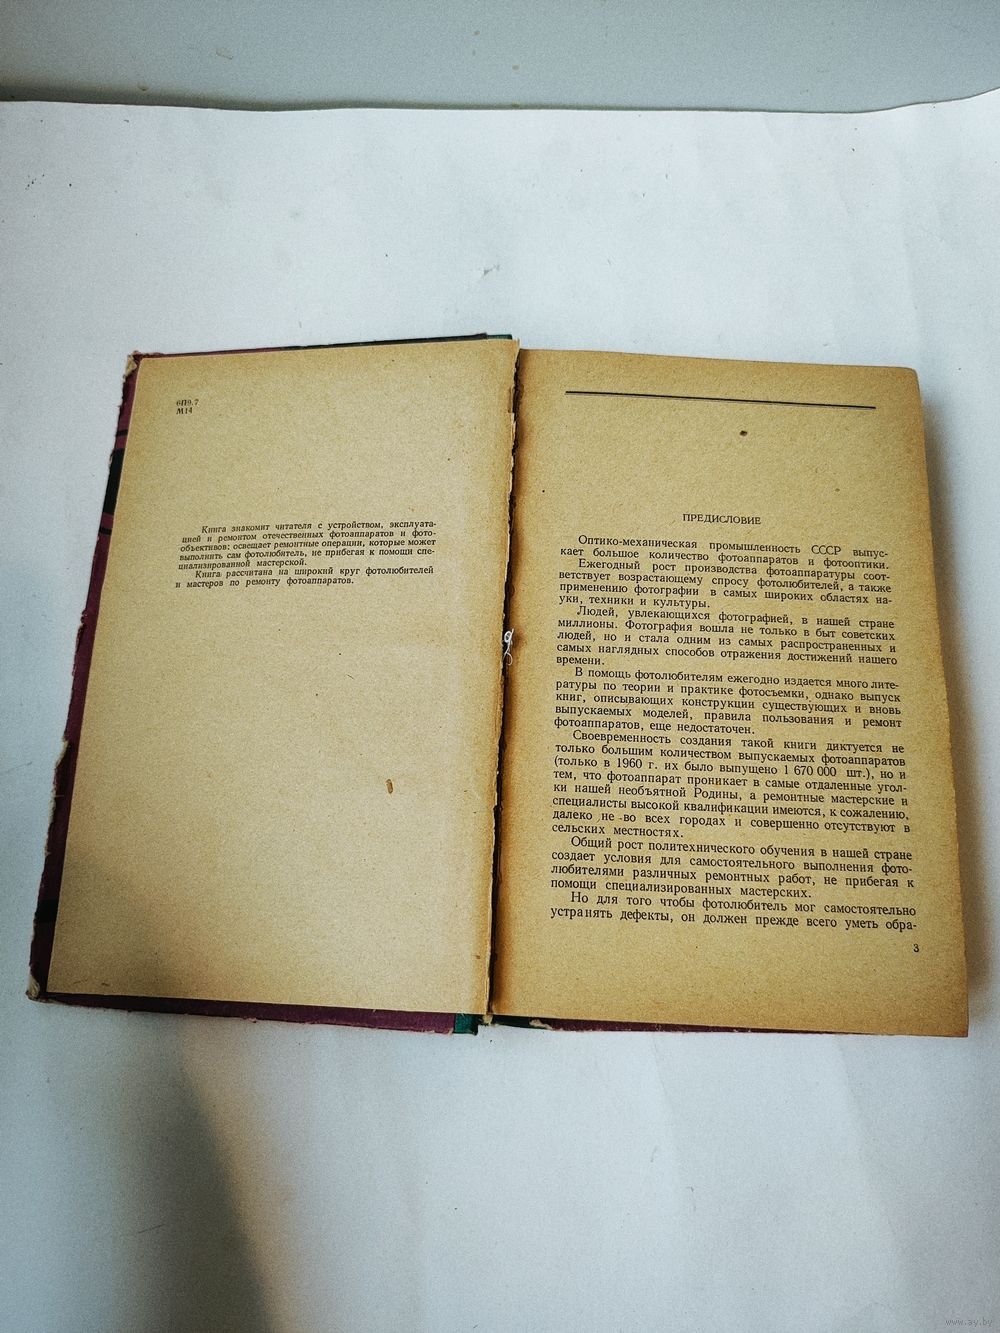 6П9.7
М14
Книга знакомит читателя с устройством, эксплуата-
цией и ремонтом отечественных фотоаппаратов и фото-
объективов: освещает ремонтные операции, которые может
выполнить сам фотолюбитель, не прибегая к помощи спе-
циализированной мастерской.
Книга рассчитана на широкий круг фотолюбителей
и мастеров по ремонту фотоаппаратов.
ПРЕДИСЛОВИЕ
Оптико-механическая промышленность СССР выпус-
кает большое количество фотоаппаратов и фотооптики.
Ежегодный рост производства фотоаппаратуры соот-
ветствует возрастающему спросу фотолюбителей, а также
применению фотографии в самых широких областях на-
уки, техники и культуры.
Людей, увлекающихся фотографией, в нашей стране
миллионы. Фотография вошла не только в быт советских
людей, но и стала одним из самых распространенных и
самых наглядных способов отражения достижений нашего
времени.
В помощь фотолюбителям ежегодно издается много лите-
ратуры по теории и практике фотосъемки, однако выпуск
книг, описывающих конструкции существующих и вновь
выпускаемых моделей, правила пользования и ремонт
фотоаппаратов, еще недостаточен.
Своевременность создания такой книги диктуется не
только большим количеством выпускаемых фотоаппаратов
(только в 1960 г. их было выпущено 1 670 000 шт.), но и
тем, что фотоаппарат проникает в самые отдаленные угол-
ки нашей необъятной Родины, а ремонтные мастерские и
специалисты высокой квалификации имеются, к сожалению,
далеко не во всех городах и совершенно отсутствуют в
сельских местностях.
Общий рост политехнического обучения в нашей стране
создает условия для самостоятельного выполнения фото-
любителями различных ремонтных работ, не прибегая к
помощи специализированных мастерских.
Но для того чтобы фотолюбитель мог самостоятельно
устранять дефекты, он должен прежде всего уметь обра-
3
www.ay.by